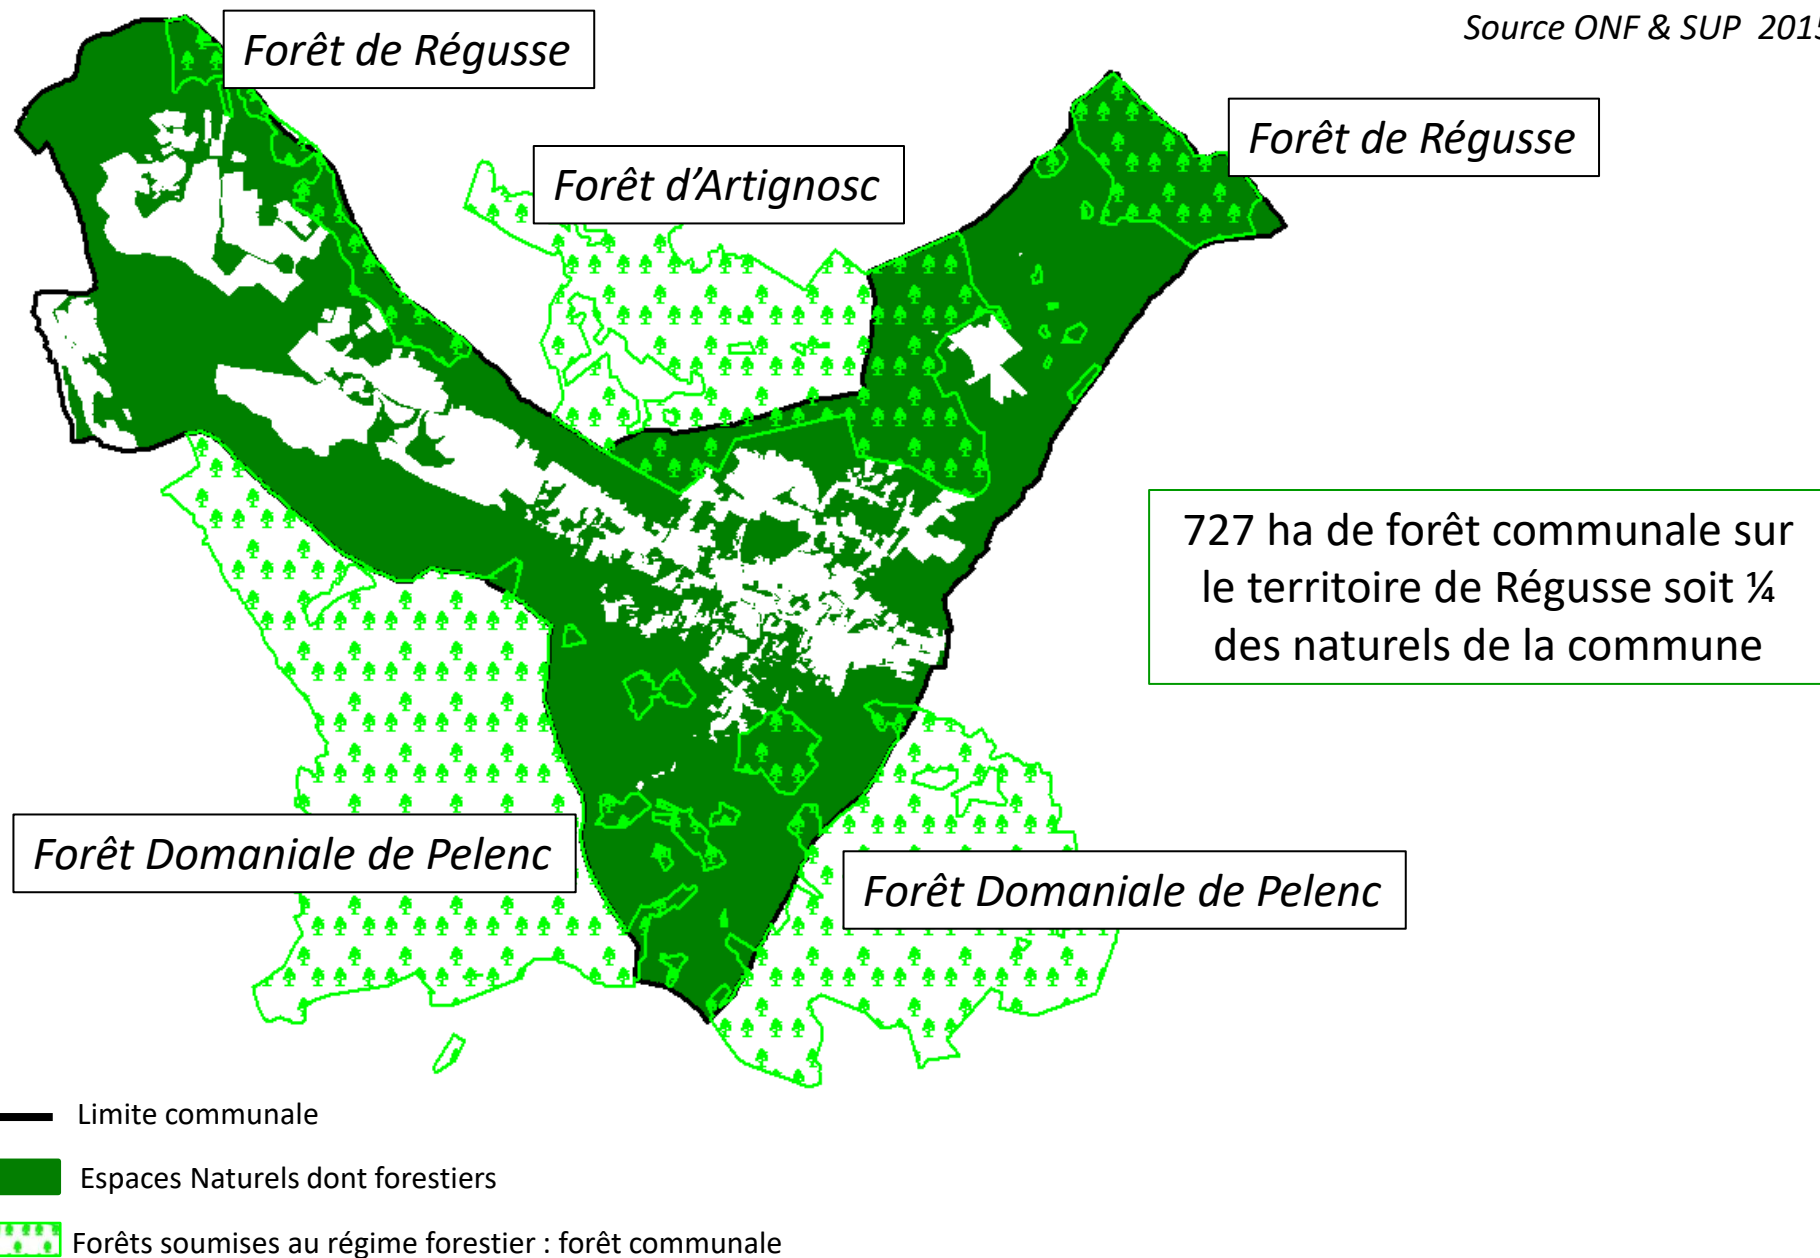 Source ONF & SUP 2015
Forêt de Régusse
Forêt de Régusse
Forêt d'Artignosc
727 ha de forêt communale sur
le territoire de Régusse soit ¼
des naturels de la commune
Forêt Domaniale de Pelenc
Forêt Domaniale de Pelenc
Limite communale
Espaces Naturels dont forestiers
Forêts soumises au régime forestier : forêt communale